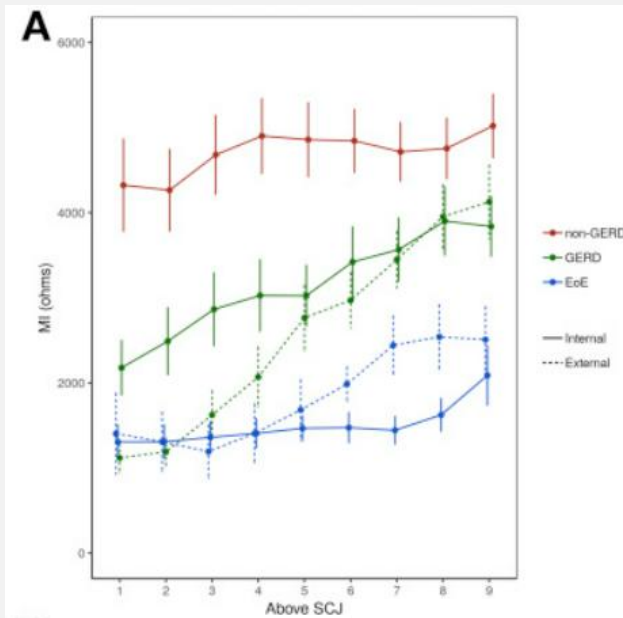 A
6000
4000
2000
0
MI (ohms)
1 2 3 4 5 6 7 8 9
Above SCJ
non-GERD
GERD
EoE
Internal
External